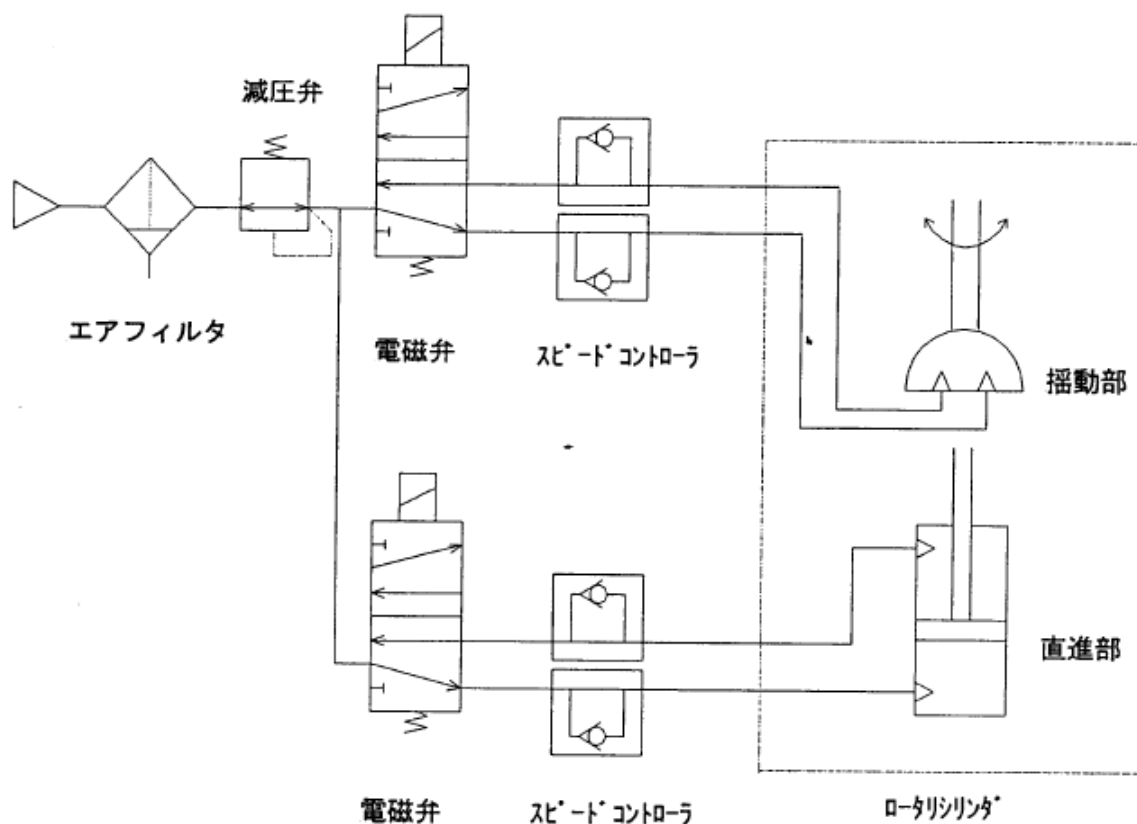 減圧弁
エアフィルタ
電磁弁
スピードコントローラ
揺動部
直進部
電磁弁
スピードコントローラ
ロータリシリンダ